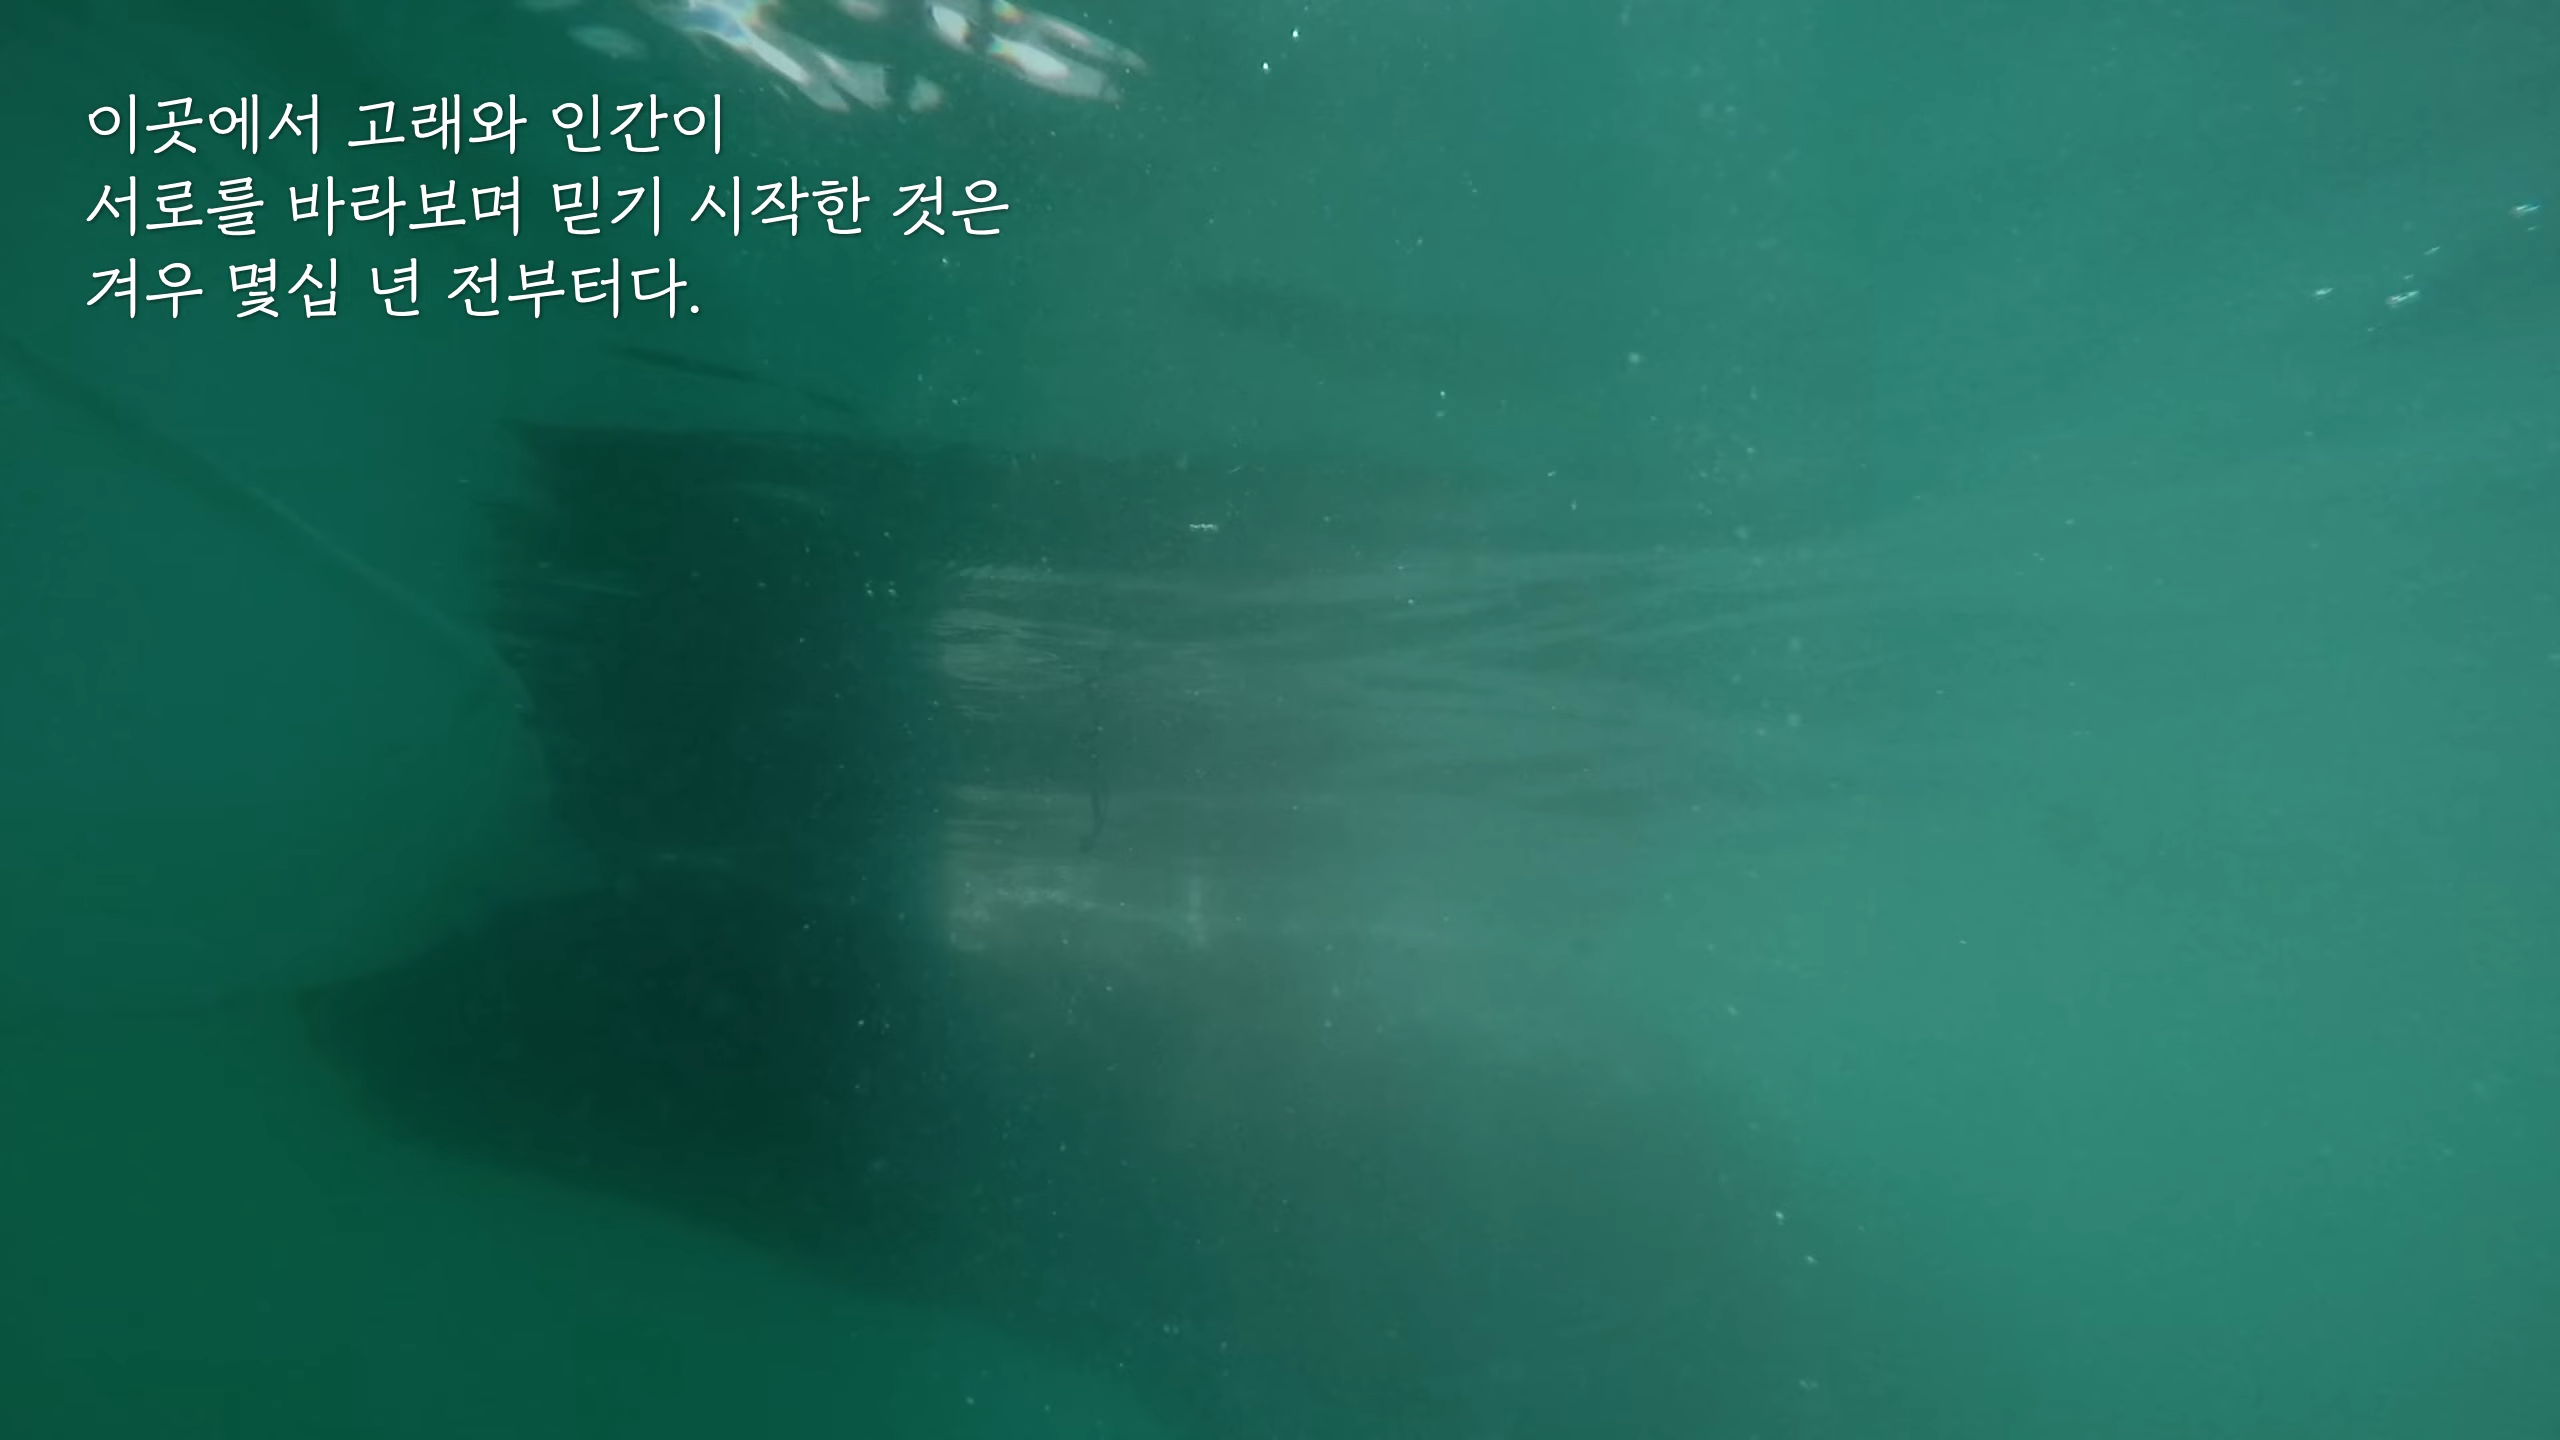 이곳에서 고래와 인간이
서로를 바라보며 믿기 시작한 것은
겨우 몇십 년 전부터다.